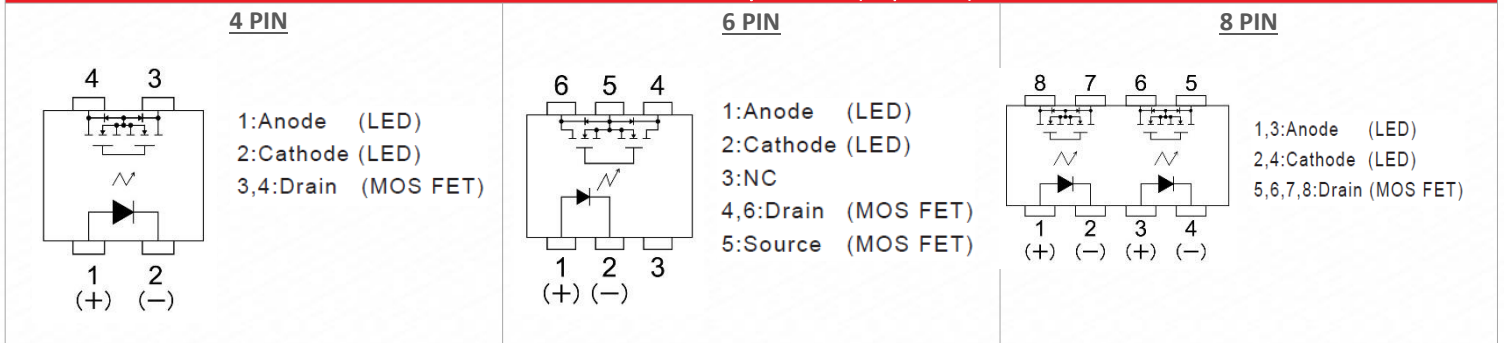 4 PIN
4 3
1:Anode (LED)
2:Cathode (LED)
3,4:Drain (MOS FET)
1 2
(+) (−)
6 PIN
6 5 4
1:Anode (LED)
2:Cathode (LED)
3:NC
4,6:Drain (MOS FET)
5:Source (MOS FET)
1 2 3
(+) (−)
8 PIN
8 7 6 5
1,3:Anode (LED)
2,4:Cathode (LED)
5,6,7,8:Drain (MOS FET)
1 2 3 4
(+) (−) (+) (−)